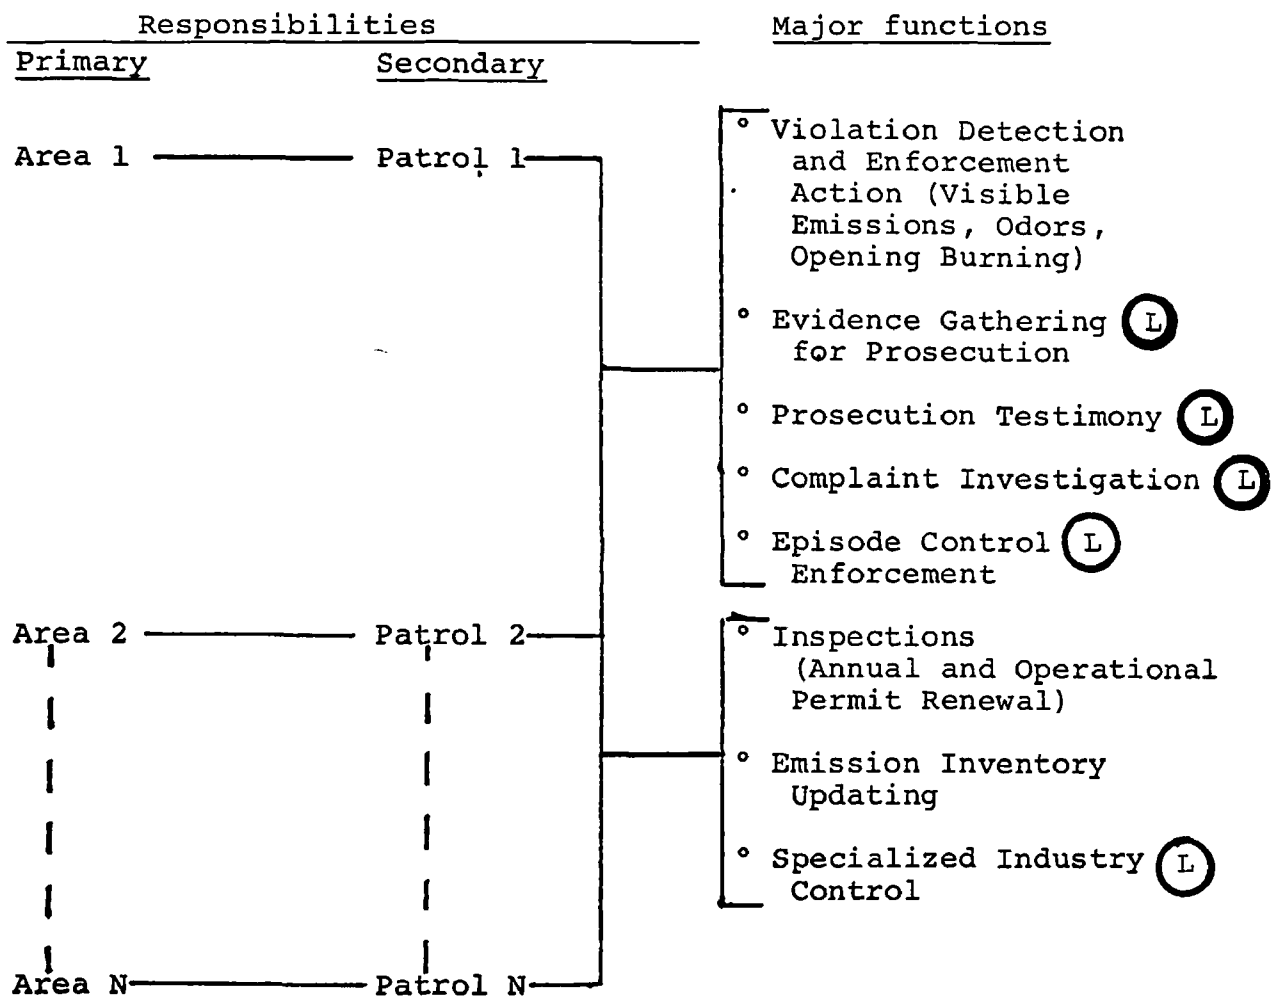 Responsibilities
Major functions
Primary
Secondary
Area 1
Patrol 1
° Violation Detection
and Enforcement
Action (Visible
Emissions, Odors,
Opening Burning)
° Evidence Gathering L
for Prosecution
° Prosecution Testimony L
° Complaint Investigation L
° Episode Control L
Enforcement
Area 2
Patrol 2
° Inspections
(Annual and Operational
Permit Renewal)
° Emission Inventory
Updating
° Specialized Industry L
Control
Area N
Patrol N